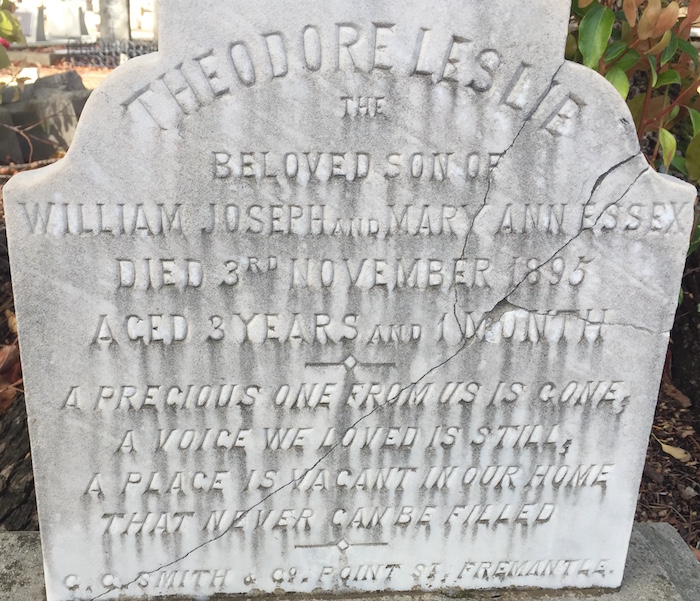 THEODORE LESLIE
THE
BELOVED SON OF
WILLIAM JOSEPH AND MARY ANN ESSEX
DIED 3RD NOVEMBER 1895
AGED 3 YEARS AND 1 MONTH
A PRECIOUS ONE FROM US IS GONE,
A VOICE WE LOVED IS STILL,
A PLACE IS VACANT IN OUR HOME
THAT NEVER CAN BE FILLED
C. C. SMITH & CO. POINT ST. FREMANTLE.